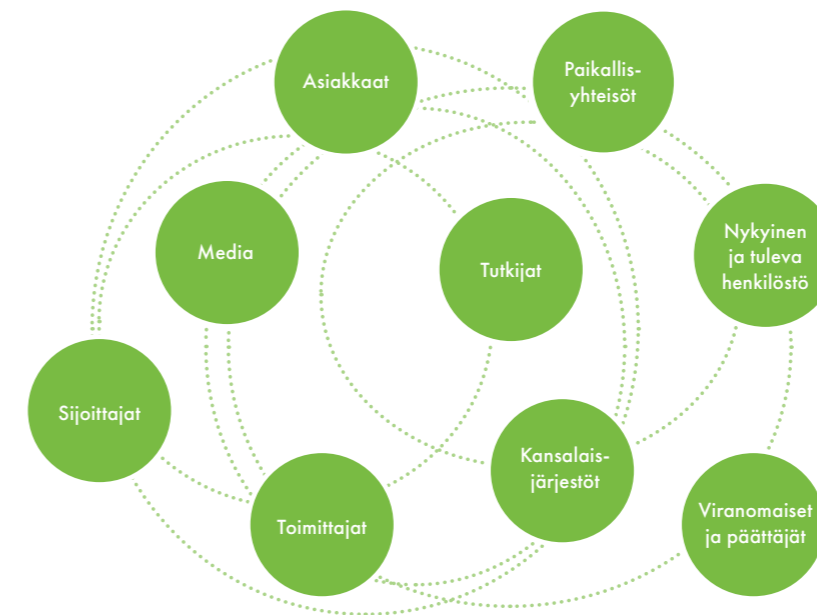 Asiakkaat
Paikallis-
yhteisöt
Media
Tutkijat
Nykyinen
ja tuleva
henkilöstö
Sijoittajat
Kansalais-
järjestöt
Toimittajat
Viranomaiset
ja päättäjät